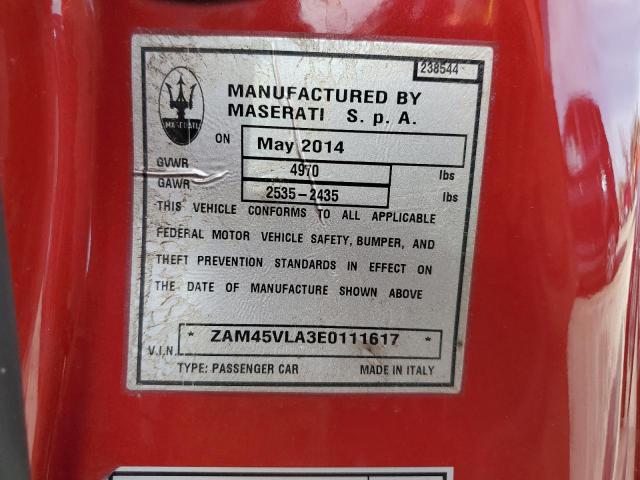 238544
MASERATI
MANUFACTURED BY
MASERATI S. p. A.
ON May 2014
GVWR 4970 lbs
GAWR 2535-2435 lbs
THIS VEHICLE CONFORMS TO ALL APPLICABLE
FEDERAL MOTOR VEHICLE SAFETY, BUMPER, AND
THEFT PREVENTION STANDARDS IN EFFECT ON
THE DATE OF MANUFACTURE SHOWN ABOVE
V.I.N. * ZAM45VLA3E0111617 *
TYPE: PASSENGER CAR MADE IN ITALY